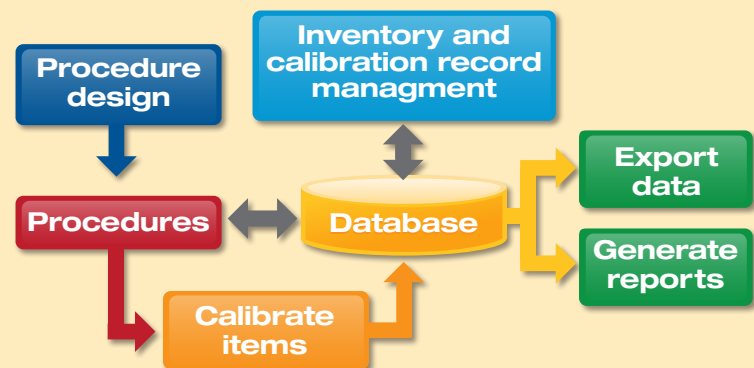 Procedure
design
Inventory and
calibration record
managment
Export
data
Procedures
Database
Generate
reports
Calibrate
items